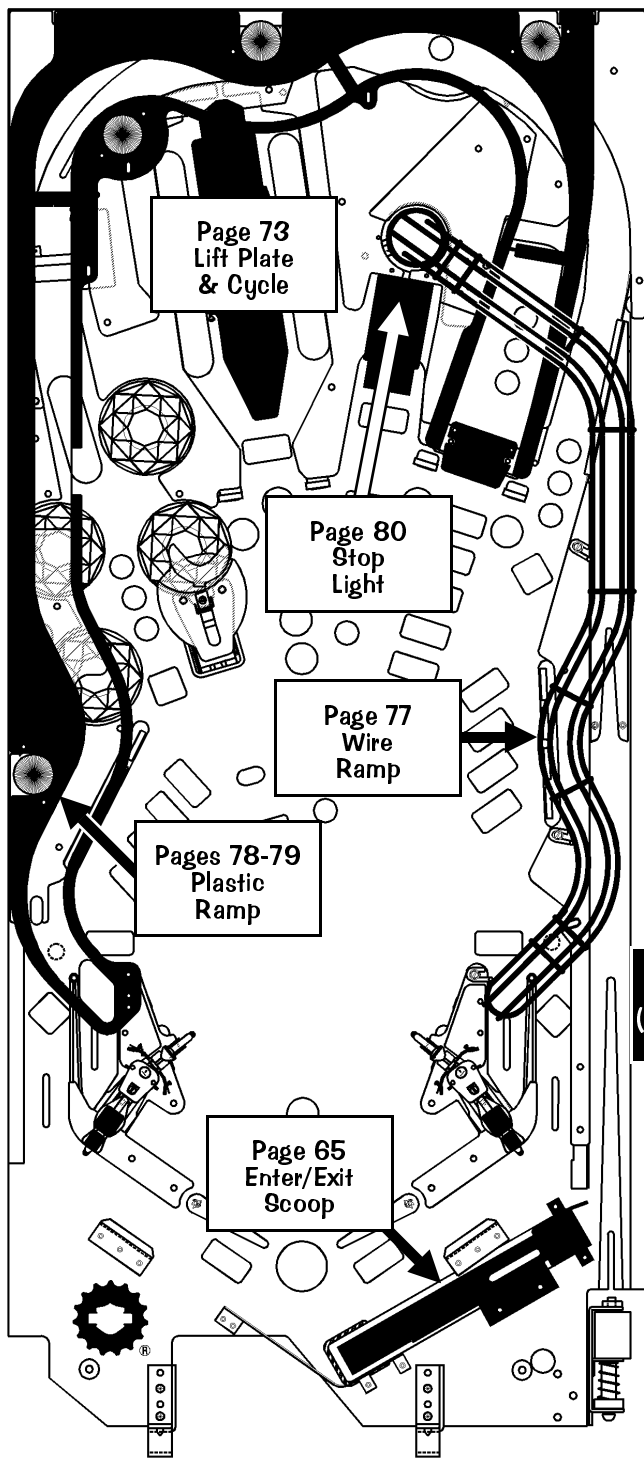 Page 73
Lift Plate
& Cycle
Page 80
Stop
Light
Page 77
Wire
Ramp
Pages 78-79
Plastic
Ramp
Page 65
Enter/Exit
Scoop
®
(